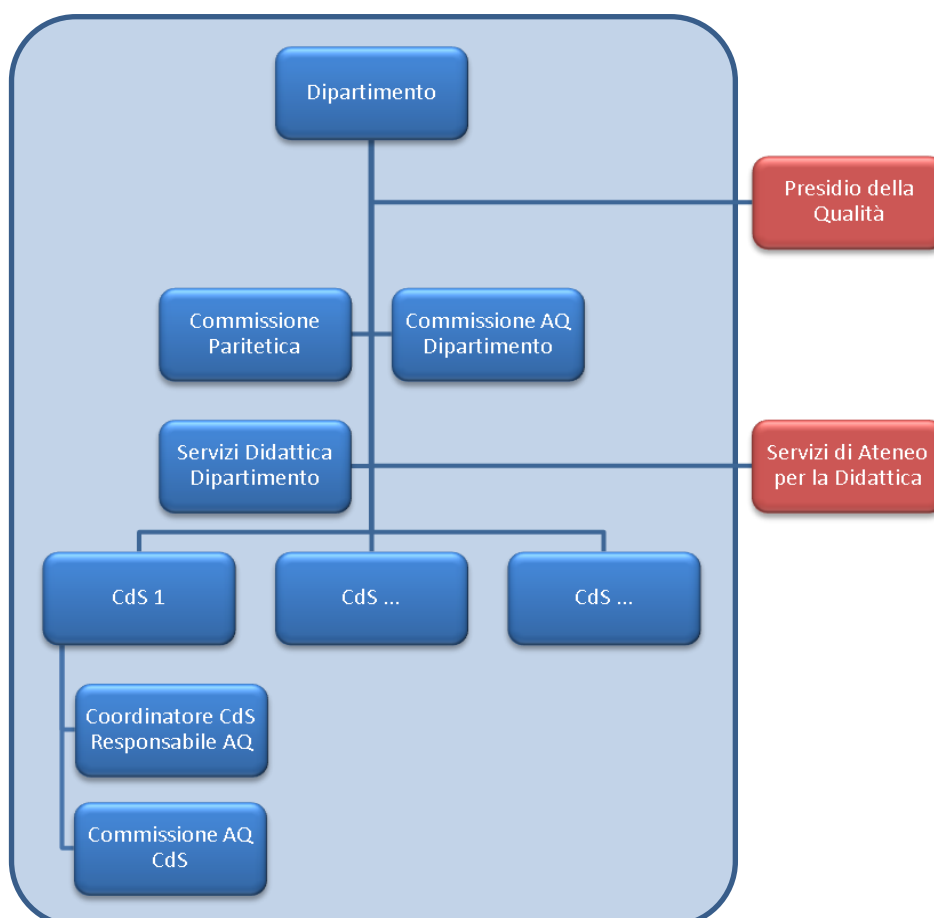 Dipartimento
Presidio della
Qualità
Commissione
Paritetica
Commissione AQ
Dipartimento
Servizi Didattica
Dipartimento
Servizi di Ateneo
per la Didattica
CdS 1
CdS ...
CdS ...
Coordinatore CdS
Responsabile AQ
Commissione AQ
CdS